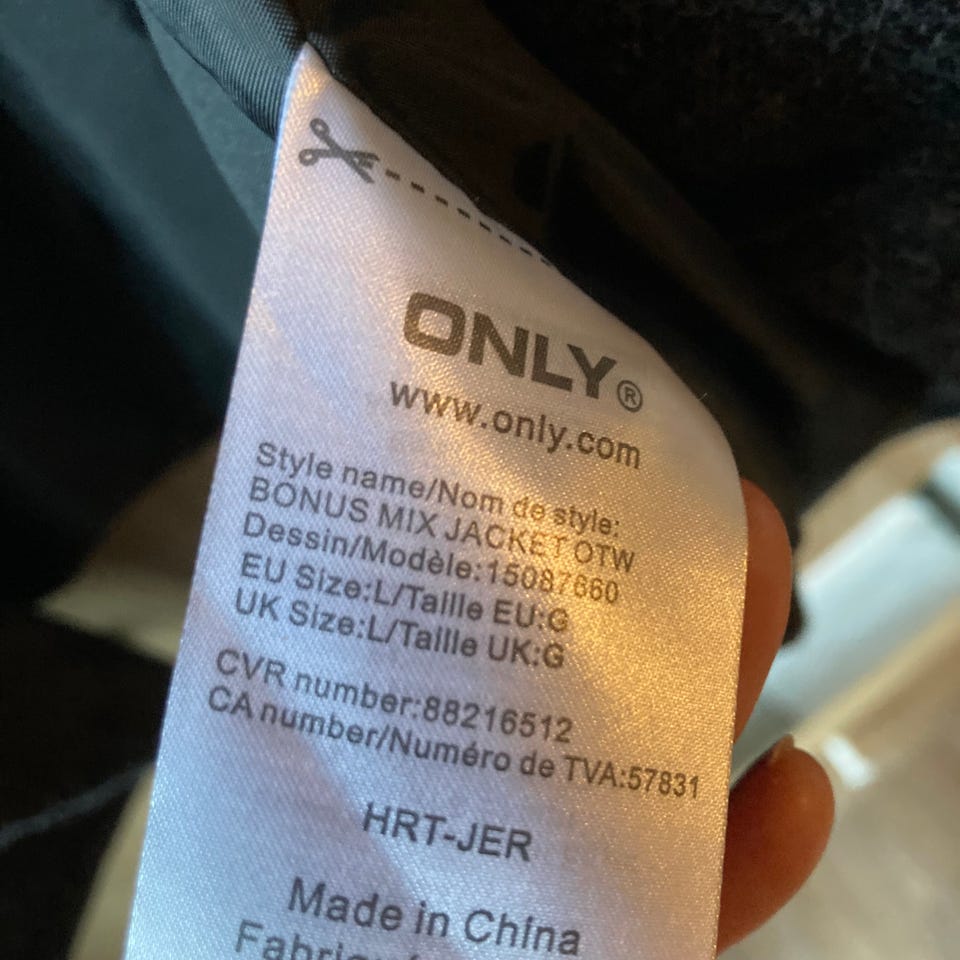 ONLY®
www.only.com
Style name/Nom de style:
BONUS MIX JACKET OTW
Dessin/Modèle:15087660
EU Size:L/Taille EU:G
UK Size:L/Taille UK:G
CVR number:88216512
CA number/Numéro de TVA:57831
HRT-JER
Made in China